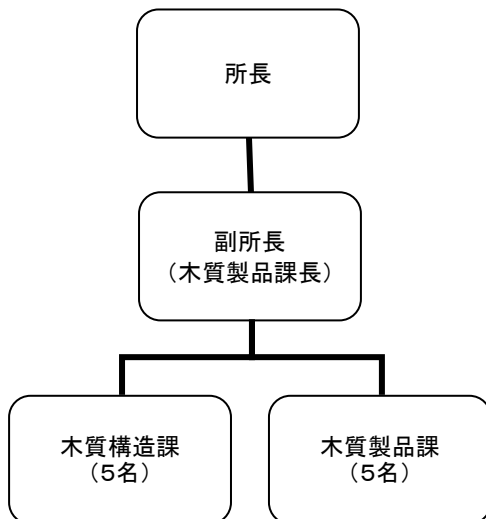 所長
副所長
（木質製品課長）
木質構造課
（5名）
木質製品課
（5名）